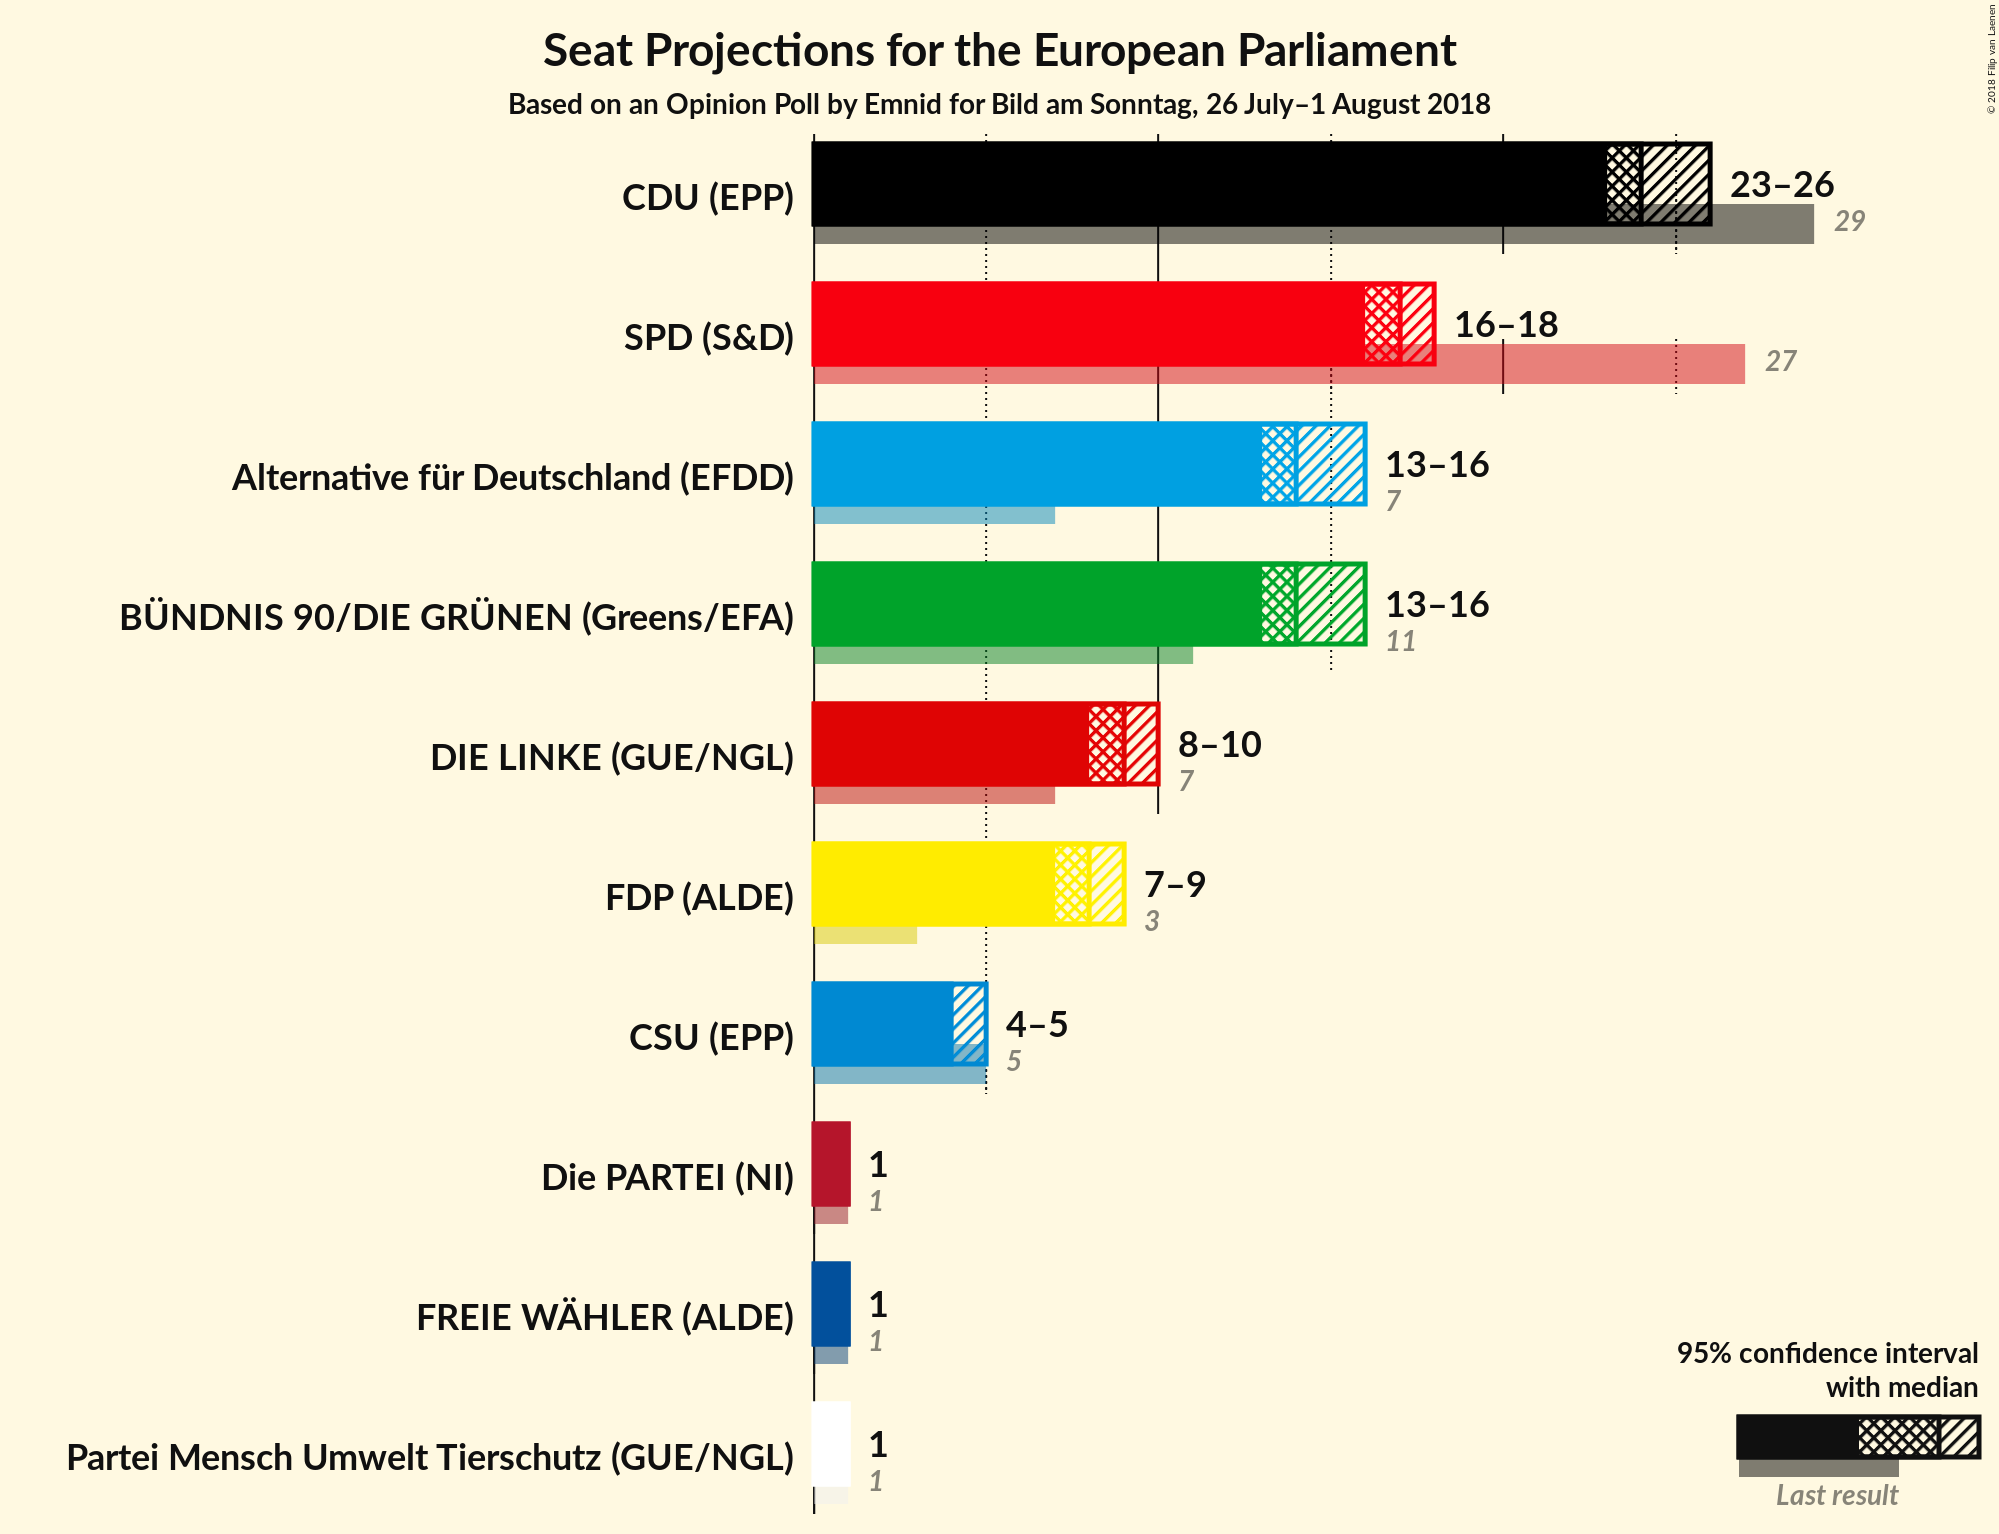 Seat Projections for the European Parliament
Based on an Opinion Poll by Emnid for Bild am Sonntag, 26 July–1 August 2018
© 2018 Filip van Laenen
CDU (EPP)
23–26
29
SPD (S&D)
16–18
27
Alternative für Deutschland (EFDD)
13–16
7
BÜNDNIS 90/DIE GRÜNEN (Greens/EFA)
13–16
11
DIE LINKE (GUE/NGL)
8–10
7
FDP (ALDE)
7–9
3
CSU (EPP)
4–5
5
Die PARTEI (NI)
1
1
FREIE WÄHLER (ALDE)
1
1
Partei Mensch Umwelt Tierschutz (GUE/NGL)
1
1
95% confidence interval
with median
Last result